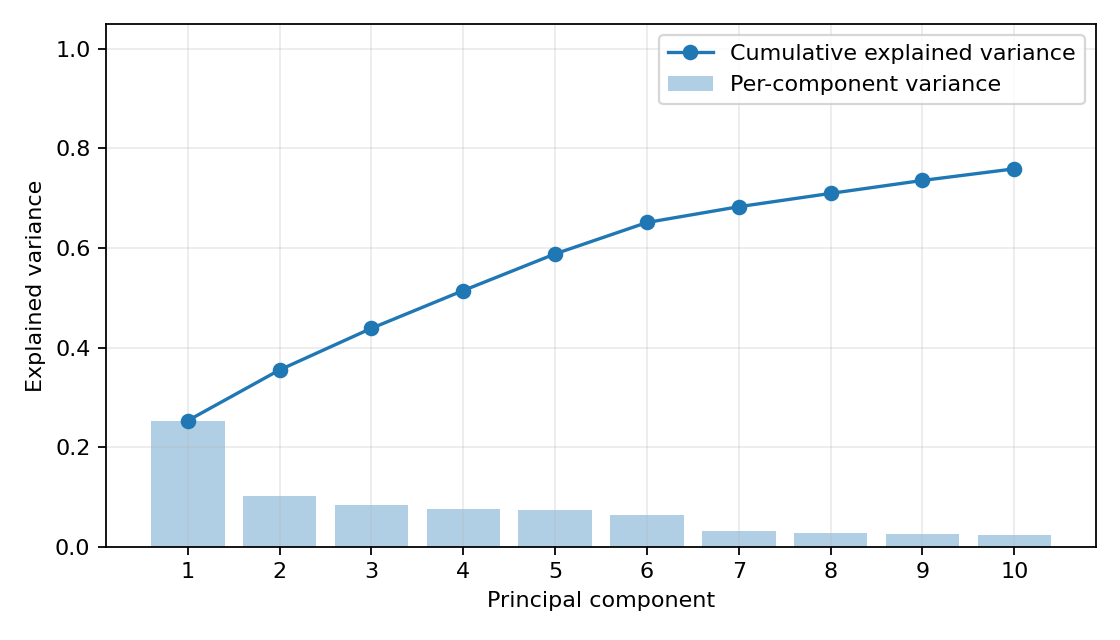 Cumulative explained variance
Per-component variance
Explained variance
1.0
0.8
0.6
0.4
0.2
0.0
1 2 3 4 5 6 7 8 9 10
Principal component